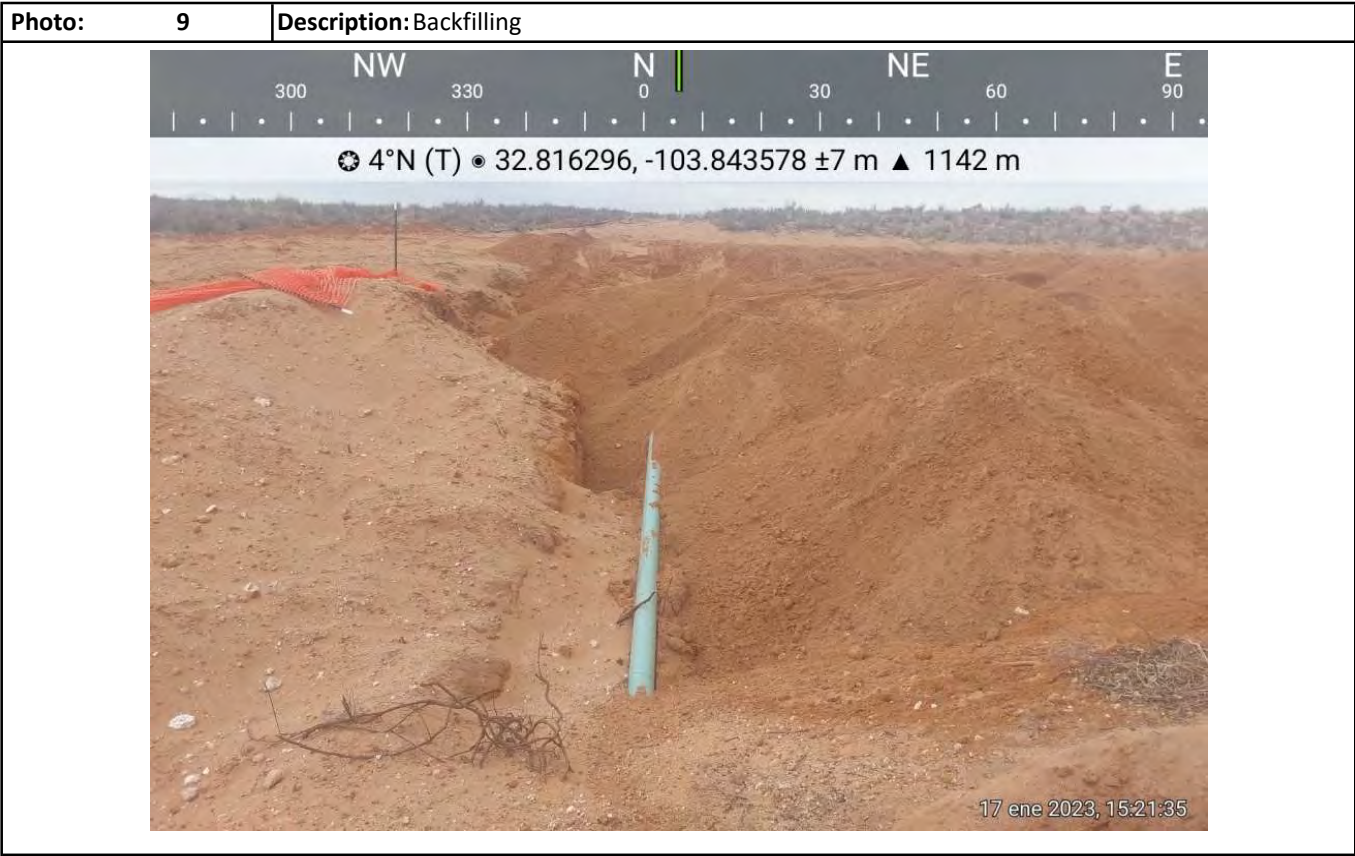 Photo: 9 Description: Backfilling
NW N NE E
300 330 0 30 60 90
4°N (T) 32.816296, -103.843578 ±7 m ▲ 1142 m
17 ene 2023, 15:21:35